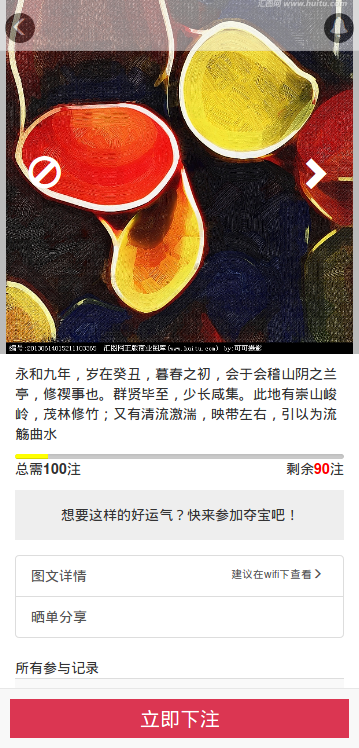 汇图网 www.huitu.com
编号:20130514015211103365 汇图网正版商业图库(www.huitu.com) by:可可西影
永和九年，岁在癸丑，暮春之初，会于会稽山阴之兰
亭，修禊事也。群贤毕至，少长咸集。此地有崇山峻
岭，茂林修竹；又有清流激湍，映带左右，引以为流
觞曲水
总需100注 剩余90注
想要这样的好运气？快来参加夺宝吧！
图文详情 建议在wifi下查看
晒单分享
所有参与记录
立即下注